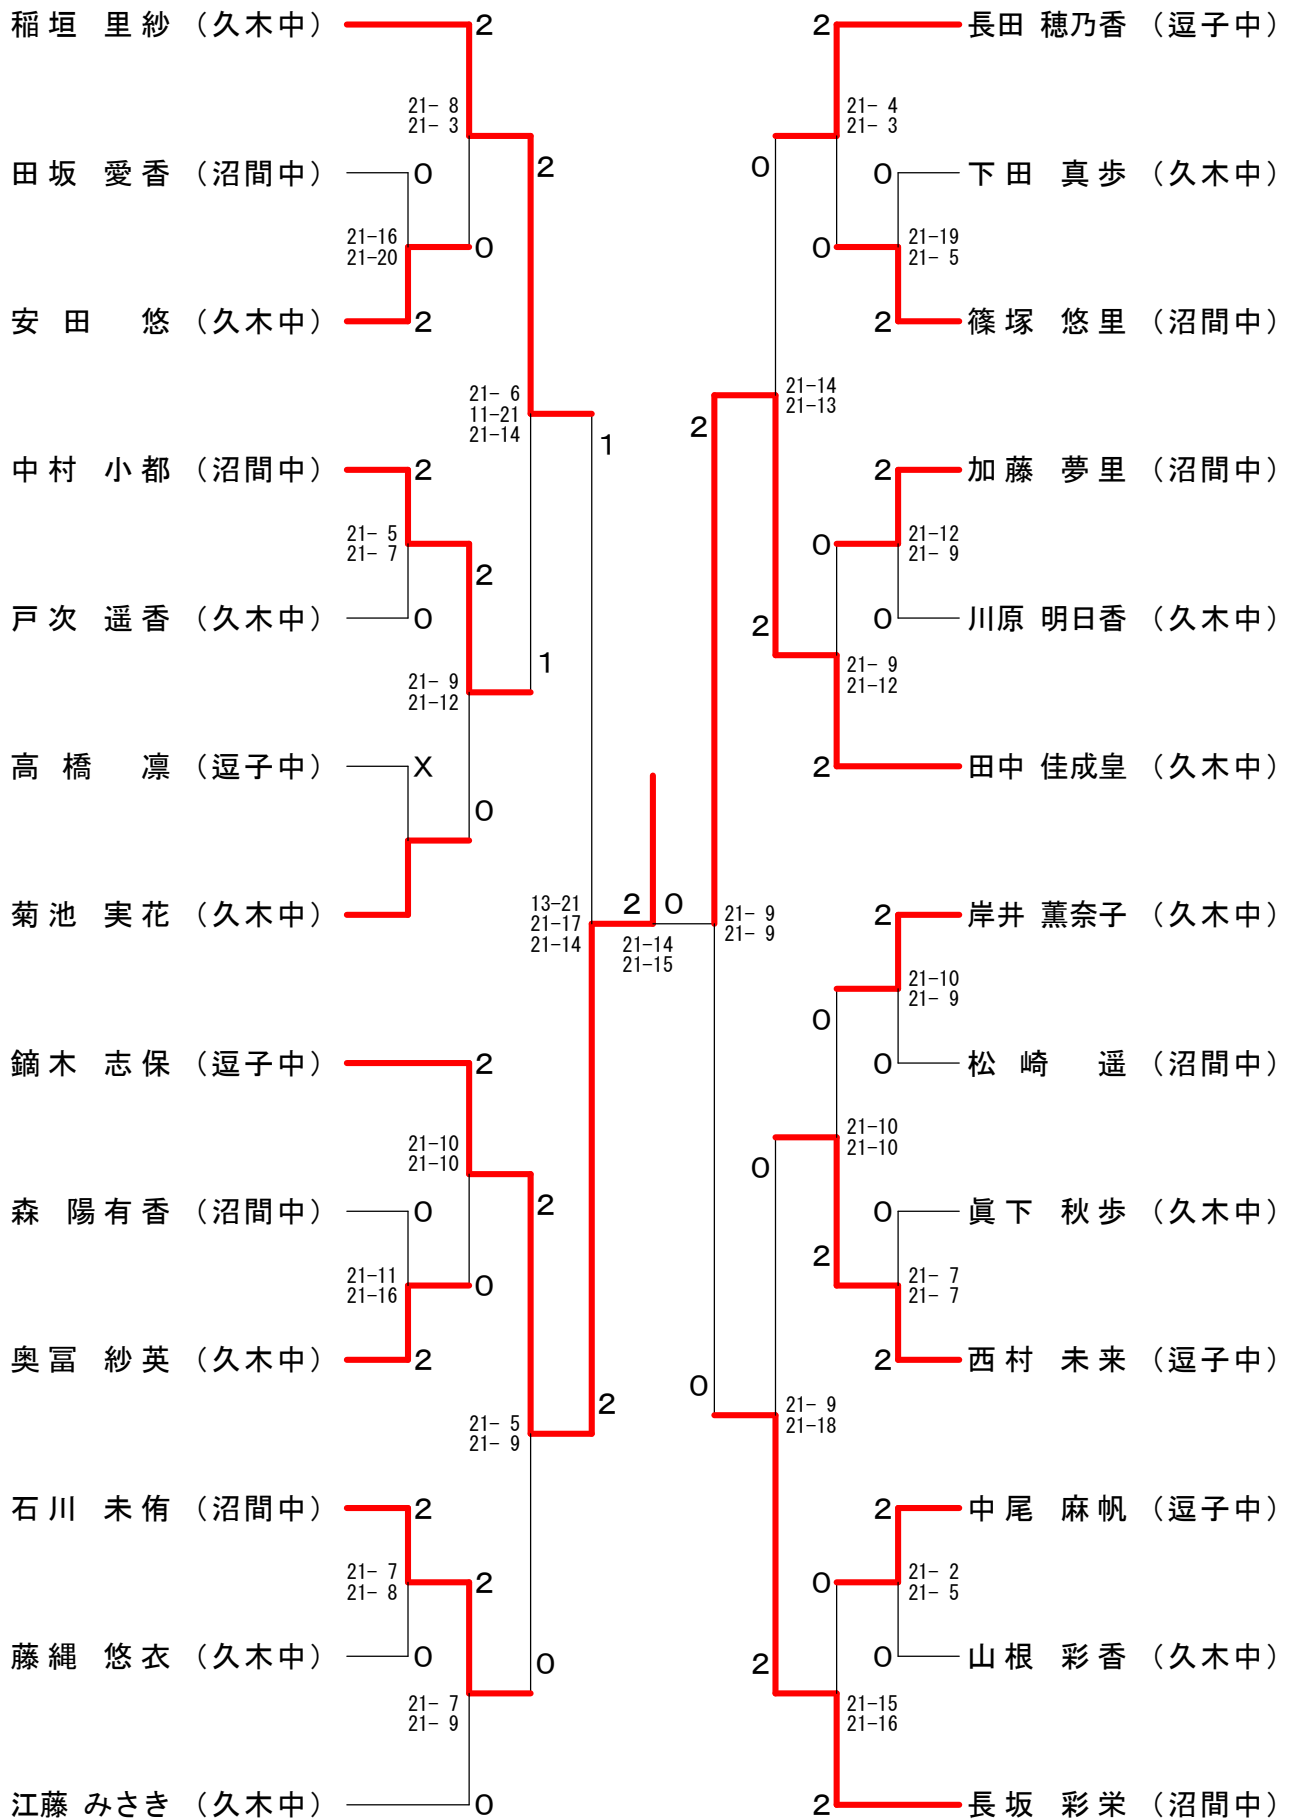 稲垣 里紗 （久木中） 2
21- 8
21- 3
2
田坂 愛香 （沼間中） 0
21-16
21-20
0
安田 悠 （久木中） 2
21- 6
11-21
21-14
1
中村 小都 （沼間中） 2
21- 5
21- 7
2
戸次 遥香 （久木中） 0
1
21- 9
21-12
高橋 凛 （逗子中） X
0
菊池 実花 （久木中）
13-21
21-17
21-14
2 0
21-14
21-15
鏑木 志保 （逗子中） 2
21-10
21-10
2
森 陽有香 （沼間中） 0
21-11
21-16
0
奥冨 紗英 （久木中） 2
2
21- 5
21- 9
石川 未侑 （沼間中） 2
21- 7
21- 8
2
藤縄 悠衣 （久木中） 0
0
21- 7
21- 9
江藤 みさき （久木中） 0
2 長田 穂乃香 （逗子中）
21- 4
21- 3
0
0 下田 真歩 （久木中）
21-19
21- 5
0
2 篠塚 悠里 （沼間中）
21-14
21-13
2
2 加藤 夢里 （沼間中）
21-12
21- 9
0
0 川原 明日香 （久木中）
2
21- 9
21-12
2 田中 佳成皇 （久木中）
21- 9
21- 9
2 岸井 薫奈子 （久木中）
21-10
21- 9
0
0 松崎 遥 （沼間中）
21-10
21-10
0
0 眞下 秋歩 （久木中）
2
21- 7
21- 7
2 西村 未来 （逗子中）
0
21- 9
21-18
2 中尾 麻帆 （逗子中）
21- 2
21- 5
0
0 山根 彩香 （久木中）
2
21-15
21-16
2 長坂 彩栄 （沼間中）